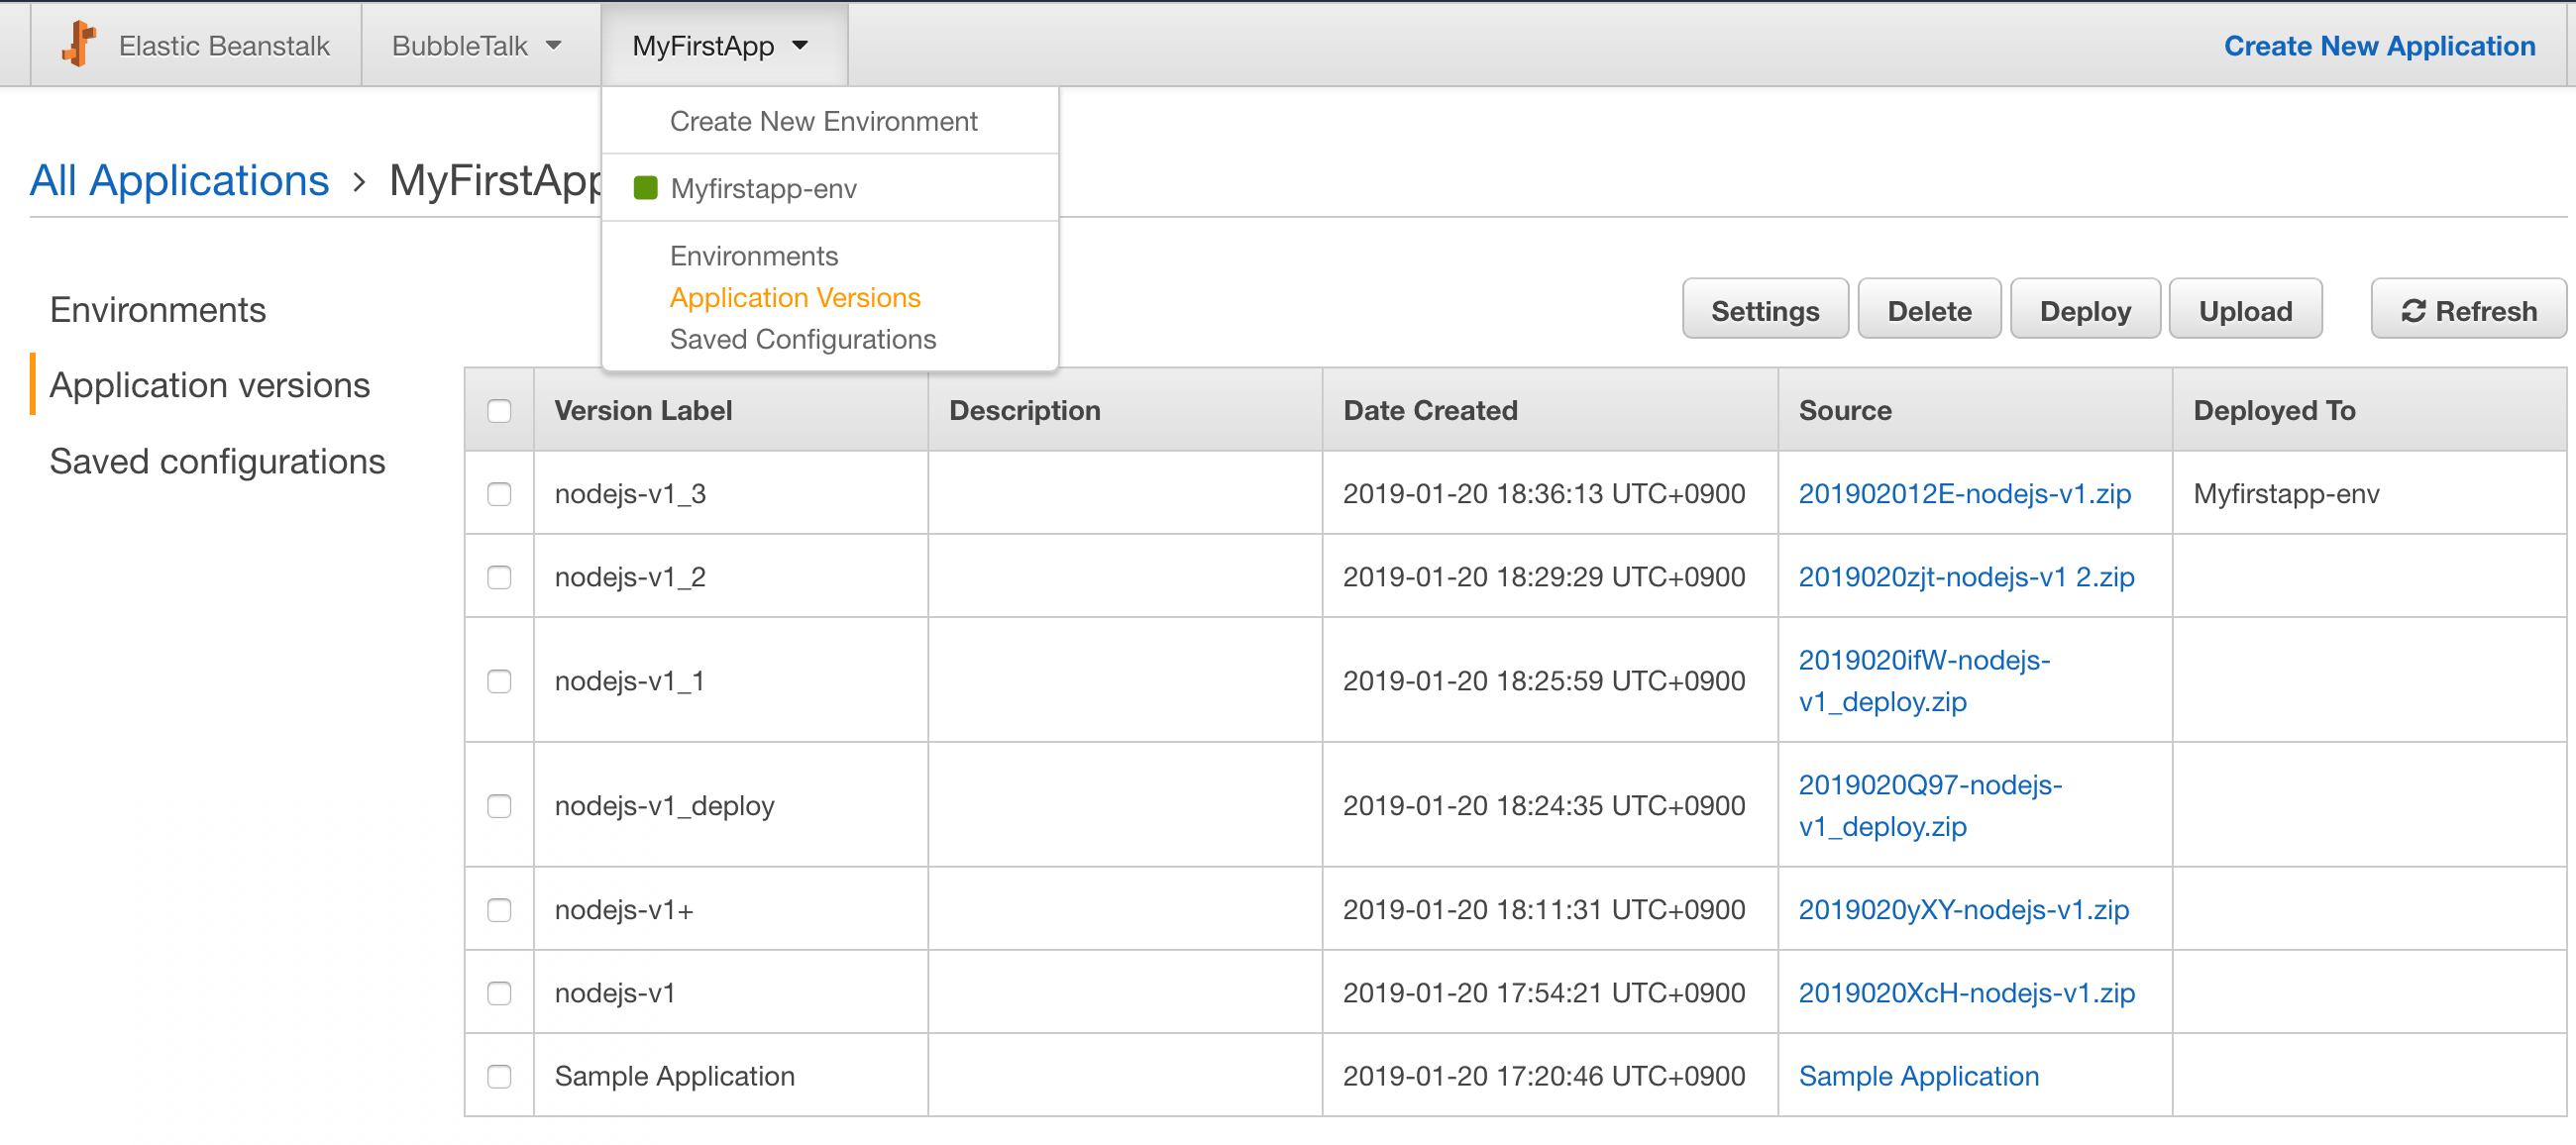 Elastic Beanstalk
BubbleTalk
MyFirstApp
Create New Application
Create New Environment
Myfirstapp-env
Environments
Application Versions
Saved Configurations
All Applications › MyFirstApp
Environments
Application versions
Saved configurations
Settings Delete Deploy Upload Refresh
Version Label Description Date Created Source Deployed To
nodejs-v1_3 2019-01-20 18:36:13 UTC+0900 201902012E-nodejs-v1.zip Myfirstapp-env
nodejs-v1_2 2019-01-20 18:29:29 UTC+0900 2019020zjt-nodejs-v1 2.zip
nodejs-v1_1 2019-01-20 18:25:59 UTC+0900 2019020ifW-nodejs-
v1_deploy.zip
nodejs-v1_deploy 2019-01-20 18:24:35 UTC+0900 2019020Q97-nodejs-
v1_deploy.zip
nodejs-v1+ 2019-01-20 18:11:31 UTC+0900 2019020yXY-nodejs-v1.zip
nodejs-v1 2019-01-20 17:54:21 UTC+0900 2019020XcH-nodejs-v1.zip
Sample Application 2019-01-20 17:20:46 UTC+0900 Sample Application